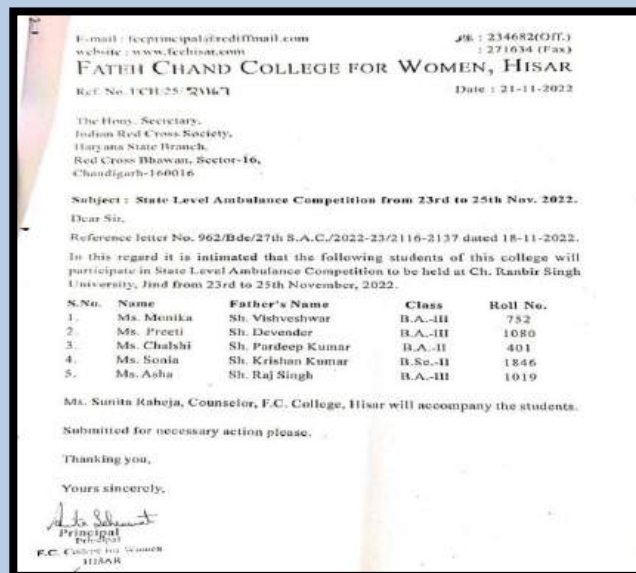 E-mail : fccprincipal@rediffmail.com
website : www.fcchisar.com
: 234682(Off.)
: 271634 (Fax)
FATEH CHAND COLLEGE FOR WOMEN, HISAR
Ref. No. FCH/25/
Date : 21-11-2022
The Hony. Secretary,
Indian Red Cross Society,
Haryana State Branch,
Red Cross Bhawan, Sector-16,
Chandigarh-160016
Subject : State Level Ambulance Competition from 23rd to 25th Nov. 2022.
Dear Sir,
Reference letter No. 962/Bde/27th S.A.C./2022-23/2116-2137 dated 18-11-2022.
In this regard it is intimated that the following students of this college will
participate in State Level Ambulance Competition to be held at Ch. Ranbir Singh
University, Jind from 23rd to 25th November, 2022.
S.No. Name Father's Name Class Roll No.
1. Ms. Monika Sh. Vishveshwar B.A.-III 752
2. Ms. Preeti Sh. Devender B.A.-III 1080
3. Ms. Chalshi Sh. Pardeep Kumar B.A.-II 401
4. Ms. Sonia Sh. Krishan Kumar B.Sc.-II 1846
5. Ms. Asha Sh. Raj Singh B.A.-III 1019
Ms. Sunita Raheja, Counselor, F.C. College, Hisar will accompany the students.
Submitted for necessary action please.
Thanking you,
Yours sincerely,
Principal
Principal
F.C. College for Women
HISAR